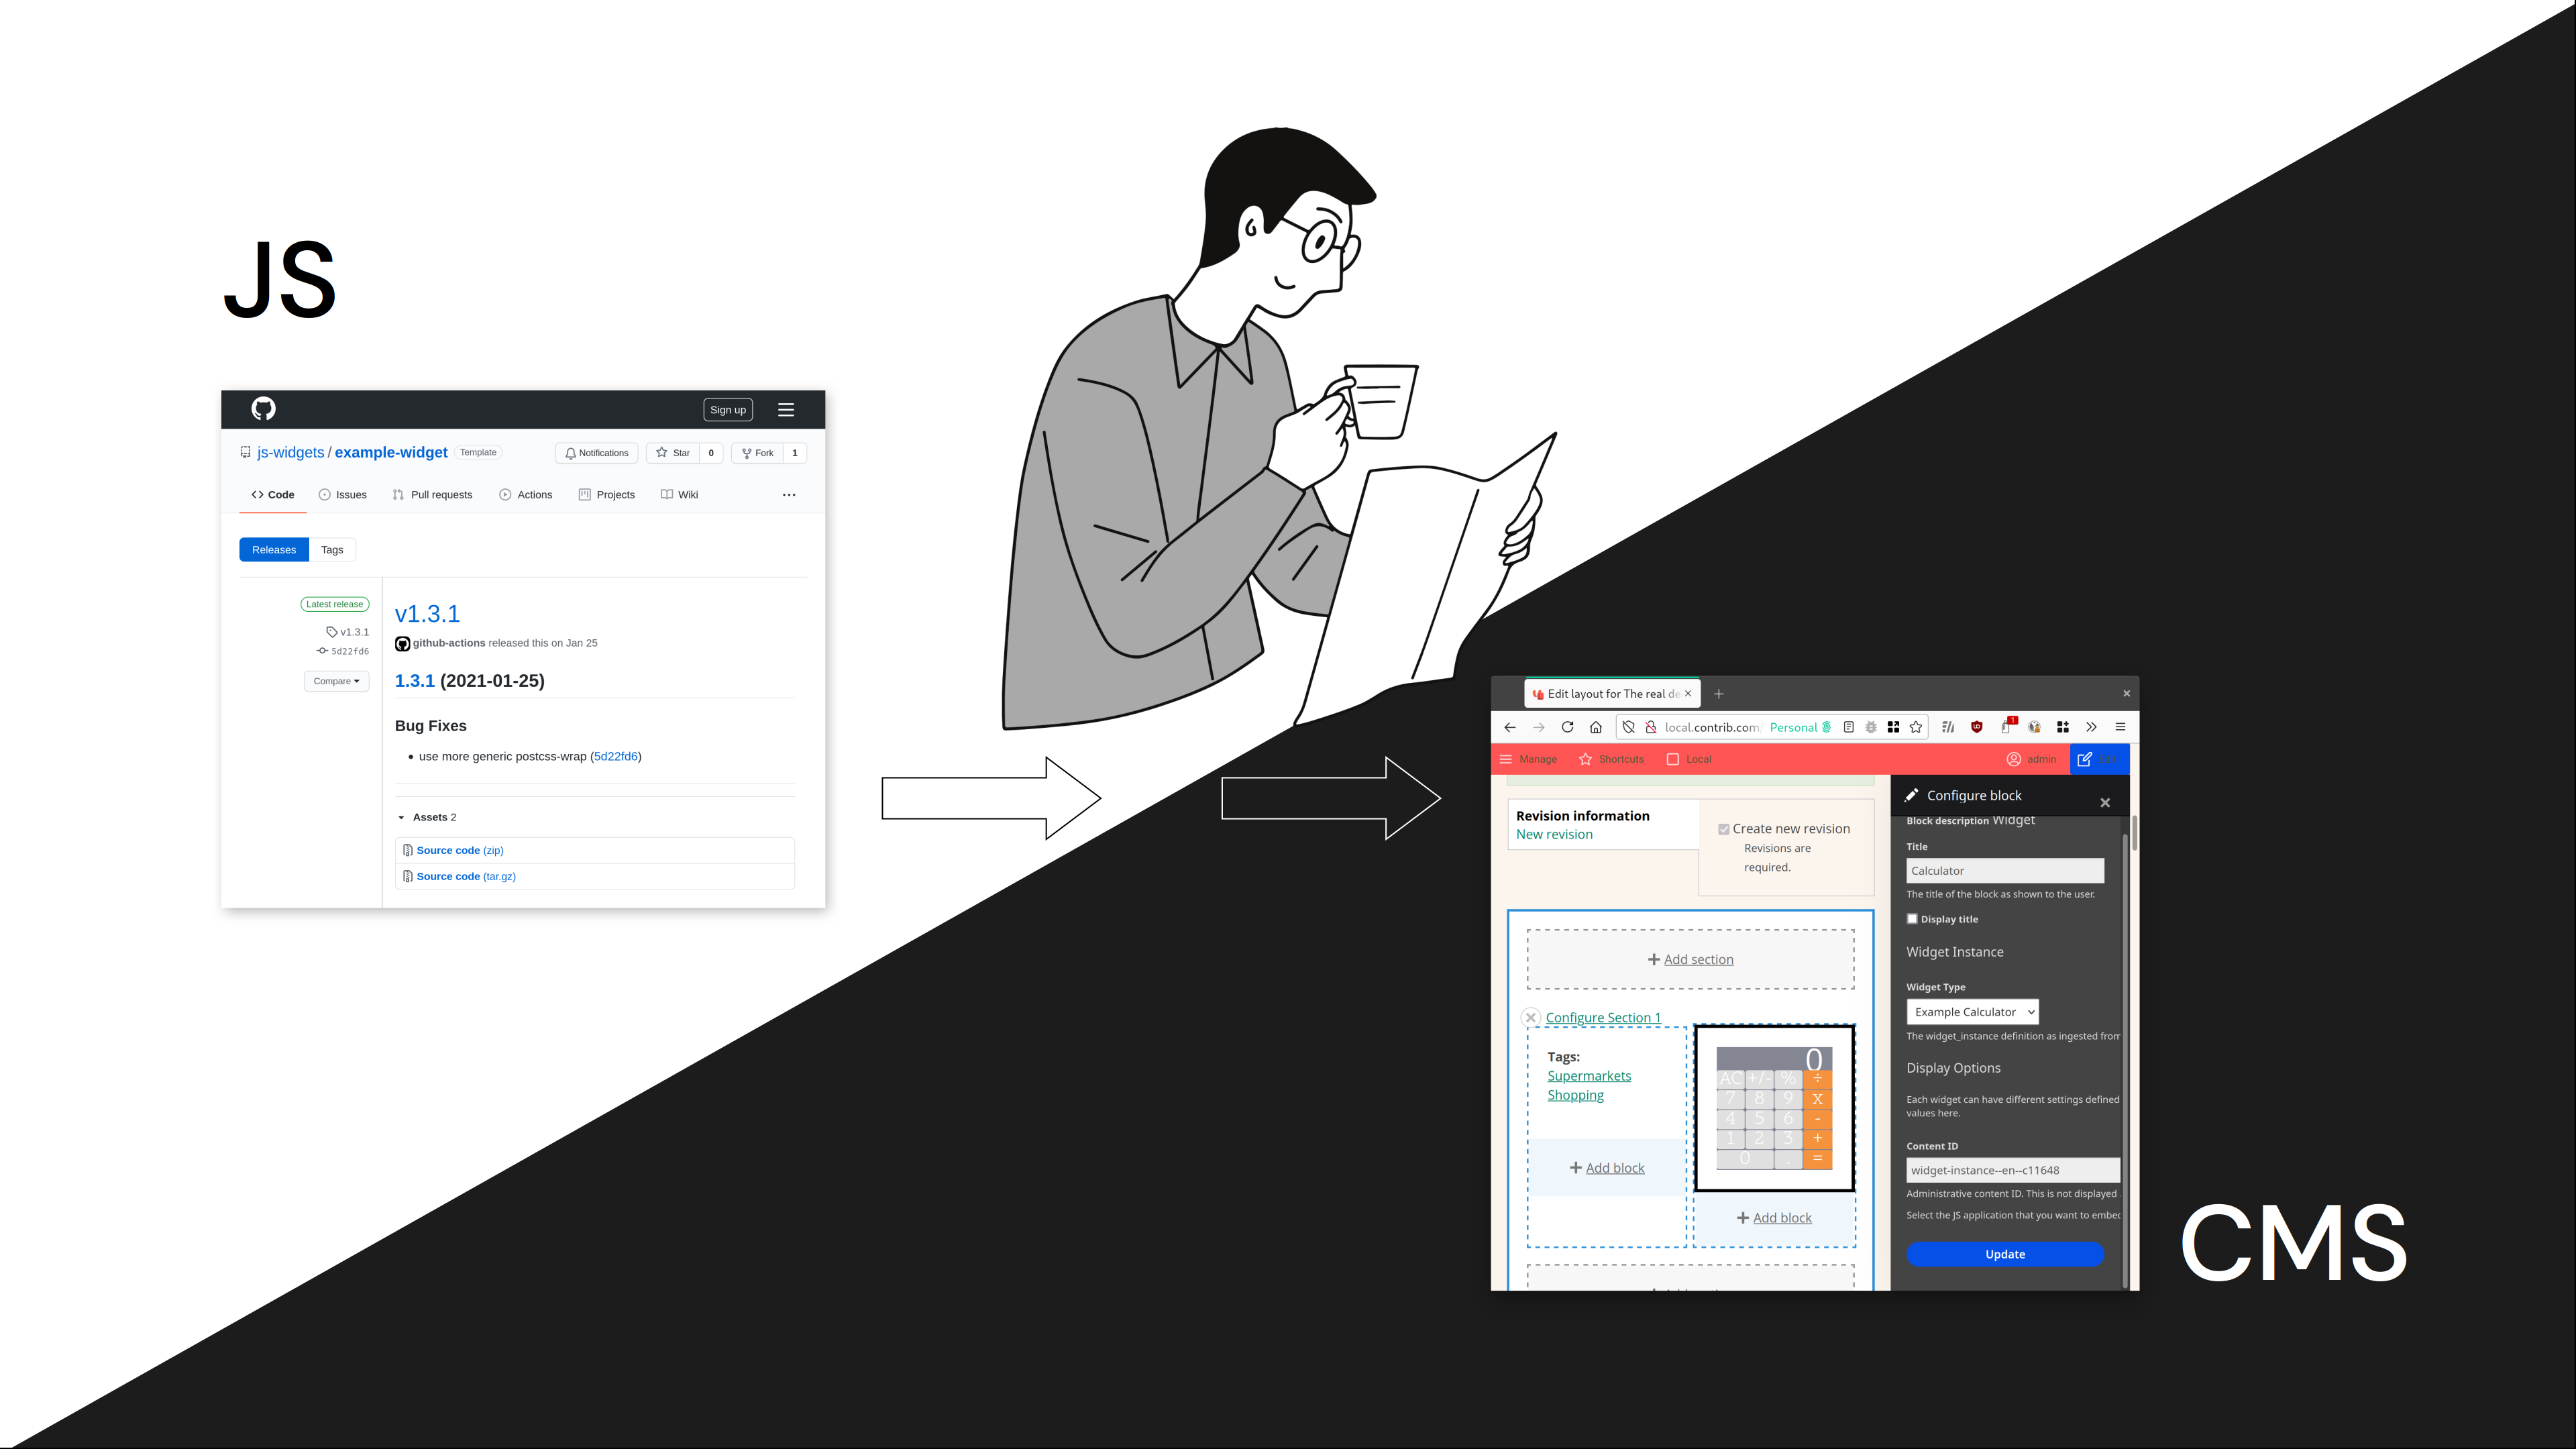 JS
Sign up
js-widgets / example-widget Template
Notifications Star 0 Fork 1
Code Issues Pull requests Actions Projects Wiki
Releases Tags
Latest release
v1.3.1
5d22fd6
Compare
v1.3.1
github-actions released this on Jan 25
1.3.1 (2021-01-25)
Bug Fixes
use more generic postcss-wrap (5d22fd6)
Assets 2
Source code (zip)
Source code (tar.gz)
Edit layout for The real de
local.contrib.com/ Personal
1
Manage Shortcuts Local admin
Revision information
New revision
Create new revision
Revisions are
required.
+ Add section
Configure Section 1
Tags:
Supermarkets
Shopping
+ Add block
0
AC +/- % ÷
7 8 9 x
4 5 6 -
1 2 3 +
0 . =
+ Add block
Configure block
Block description Widget
Title
Calculator
The title of the block as shown to the user.
Display title
Widget Instance
Widget Type
Example Calculator
The widget_instance definition as ingested from
Display Options
Each widget can have different settings defined
values here.
Content ID
widget-instance--en--c11648
Administrative content ID. This is not displayed
Select the JS application that you want to embed
Update
CMS